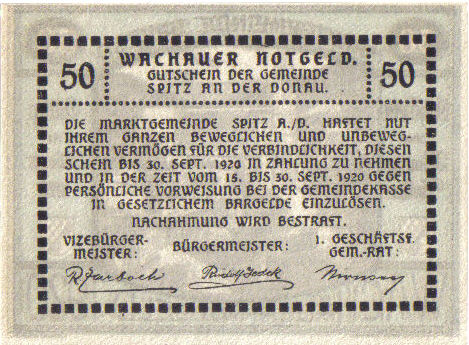 WACHAUER NOTGELD.
50 GUTSCHEIN DER GEMEINDE 50
SPITZ AN DER DONAU.
DIE MARKTGEMEINDE SPITZ A./D. HAFTET MIT
IHREM GANZEN BEWEGLICHEN UND UNBEWEG-
LICHEN VERMÖGEN FÜR DIE VERBINDLICHKEIT, DIESEN
SCHEIN BIS 30. SEPT. 1920 IN ZAHLUNG ZU NEHMEN
UND IN DER ZEIT VOM 15. BIS 30. SEPT. 1920 GEGEN
PERSÖNLICHE VORWEISUNG BEI DER GEMEINDEKASSE
IN GESETZLICHEM BARGELDE EINZULÖSEN.
NACHAHMUNG WIRD BESTRAFT.
VIZEBÜRGER-
MEISTER:
BÜRGERMEISTER:
1. GESCHÄFTSF.
GEM.-RAT: